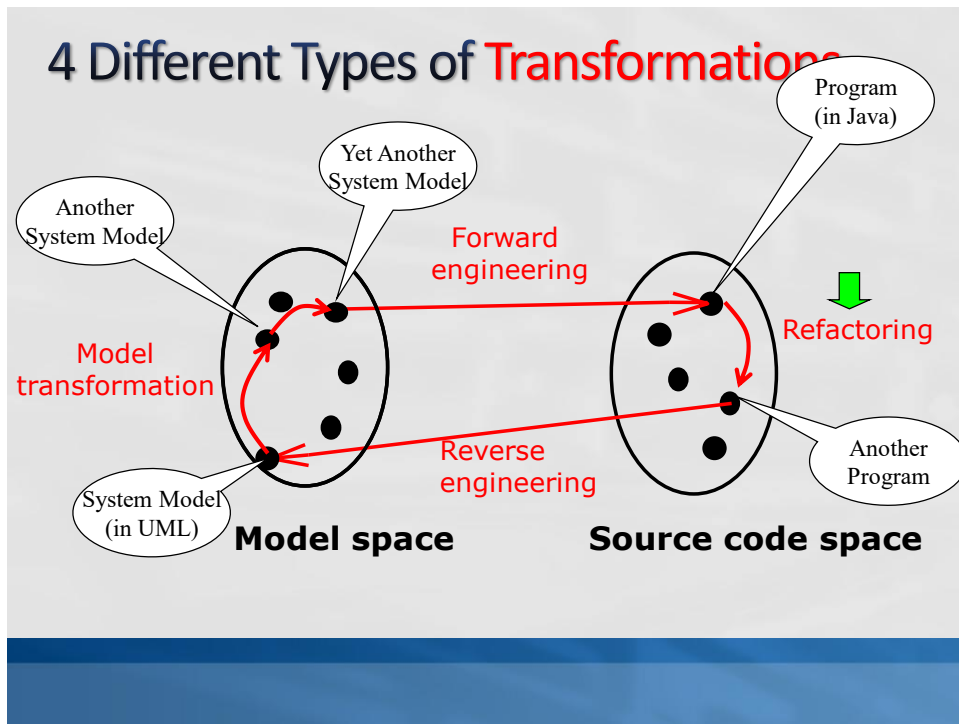 4 Different Types of Transformations
Program
(in Java)
Yet Another
System Model
Another
System Model
Forward
engineering
Refactoring
Model
transformation
Reverse
engineering
Another
Program
System Model
(in UML)
Model space
Source code space